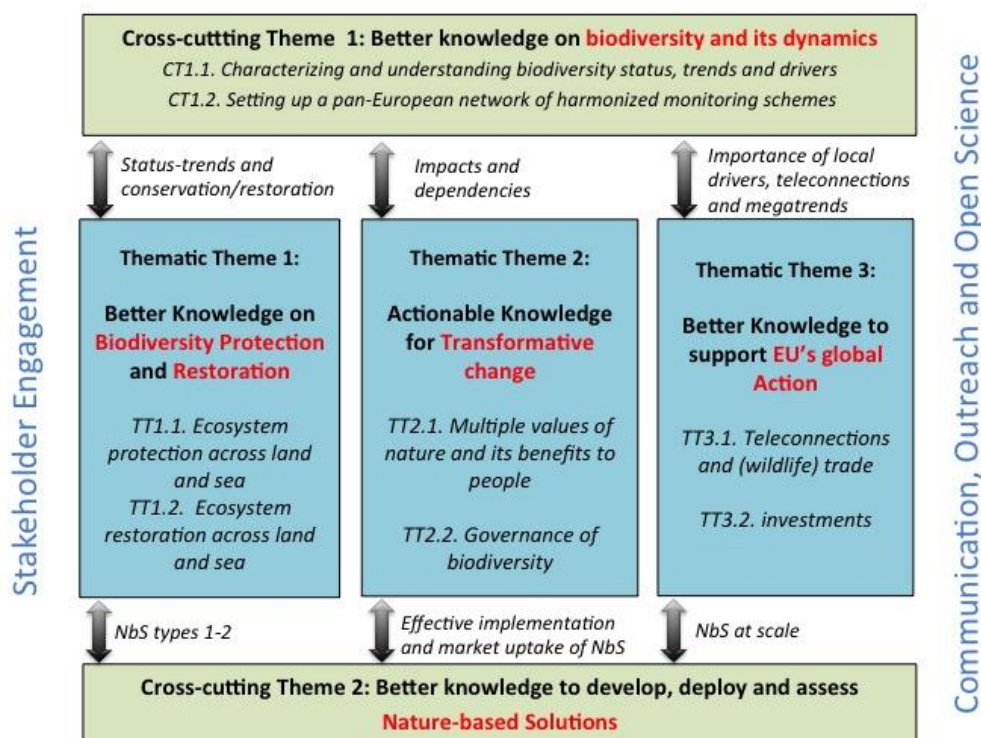 Cross-cuttting Theme 1: Better knowledge on biodiversity and its dynamics
CT1.1. Characterizing and understanding biodiversity status, trends and drivers
CT1.2. Setting up a pan-European network of harmonized monitoring schemes
Status-trends and
conservation/restoration
Impacts and
dependencies
Importance of local
drivers, teleconnections
and megatrends
Stakeholder Engagement
Thematic Theme 1:
Better Knowledge on
Biodiversity Protection
and Restoration
TT1.1. Ecosystem
protection across land
and sea
TT1.2. Ecosystem
restoration across land
and sea
Thematic Theme 2:
Actionable Knowledge
for Transformative
change
TT2.1. Multiple values of
nature and its benefits to
people
TT2.2. Governance of
biodiversity
Thematic Theme 3:
Better Knowledge to
support EU's global
Action
TT3.1. Teleconnections
and (wildlife) trade
TT3.2. investments
Communication, Outreach and Open Science
NbS types 1-2
Effective implementation
and market uptake of NbS
NbS at scale
Cross-cutting Theme 2: Better knowledge to develop, deploy and assess
Nature-based Solutions